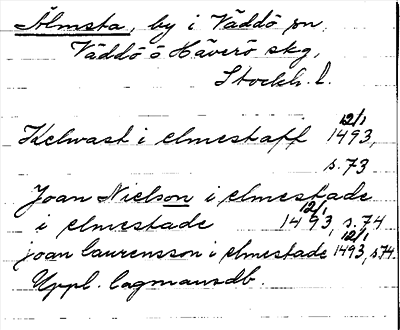 Älmsta, by i Väddö sn
Väddö o Häverö skg,
Stockh. l.
Kelwast i elmestaff 12/1 1493,
s. 73
Joan Nielson i elmestade
i elmestade 12/1 1493, s. 74
joan laurensson i elmestade 12/1 1493, s 74.
Uppl. lagmansdb.